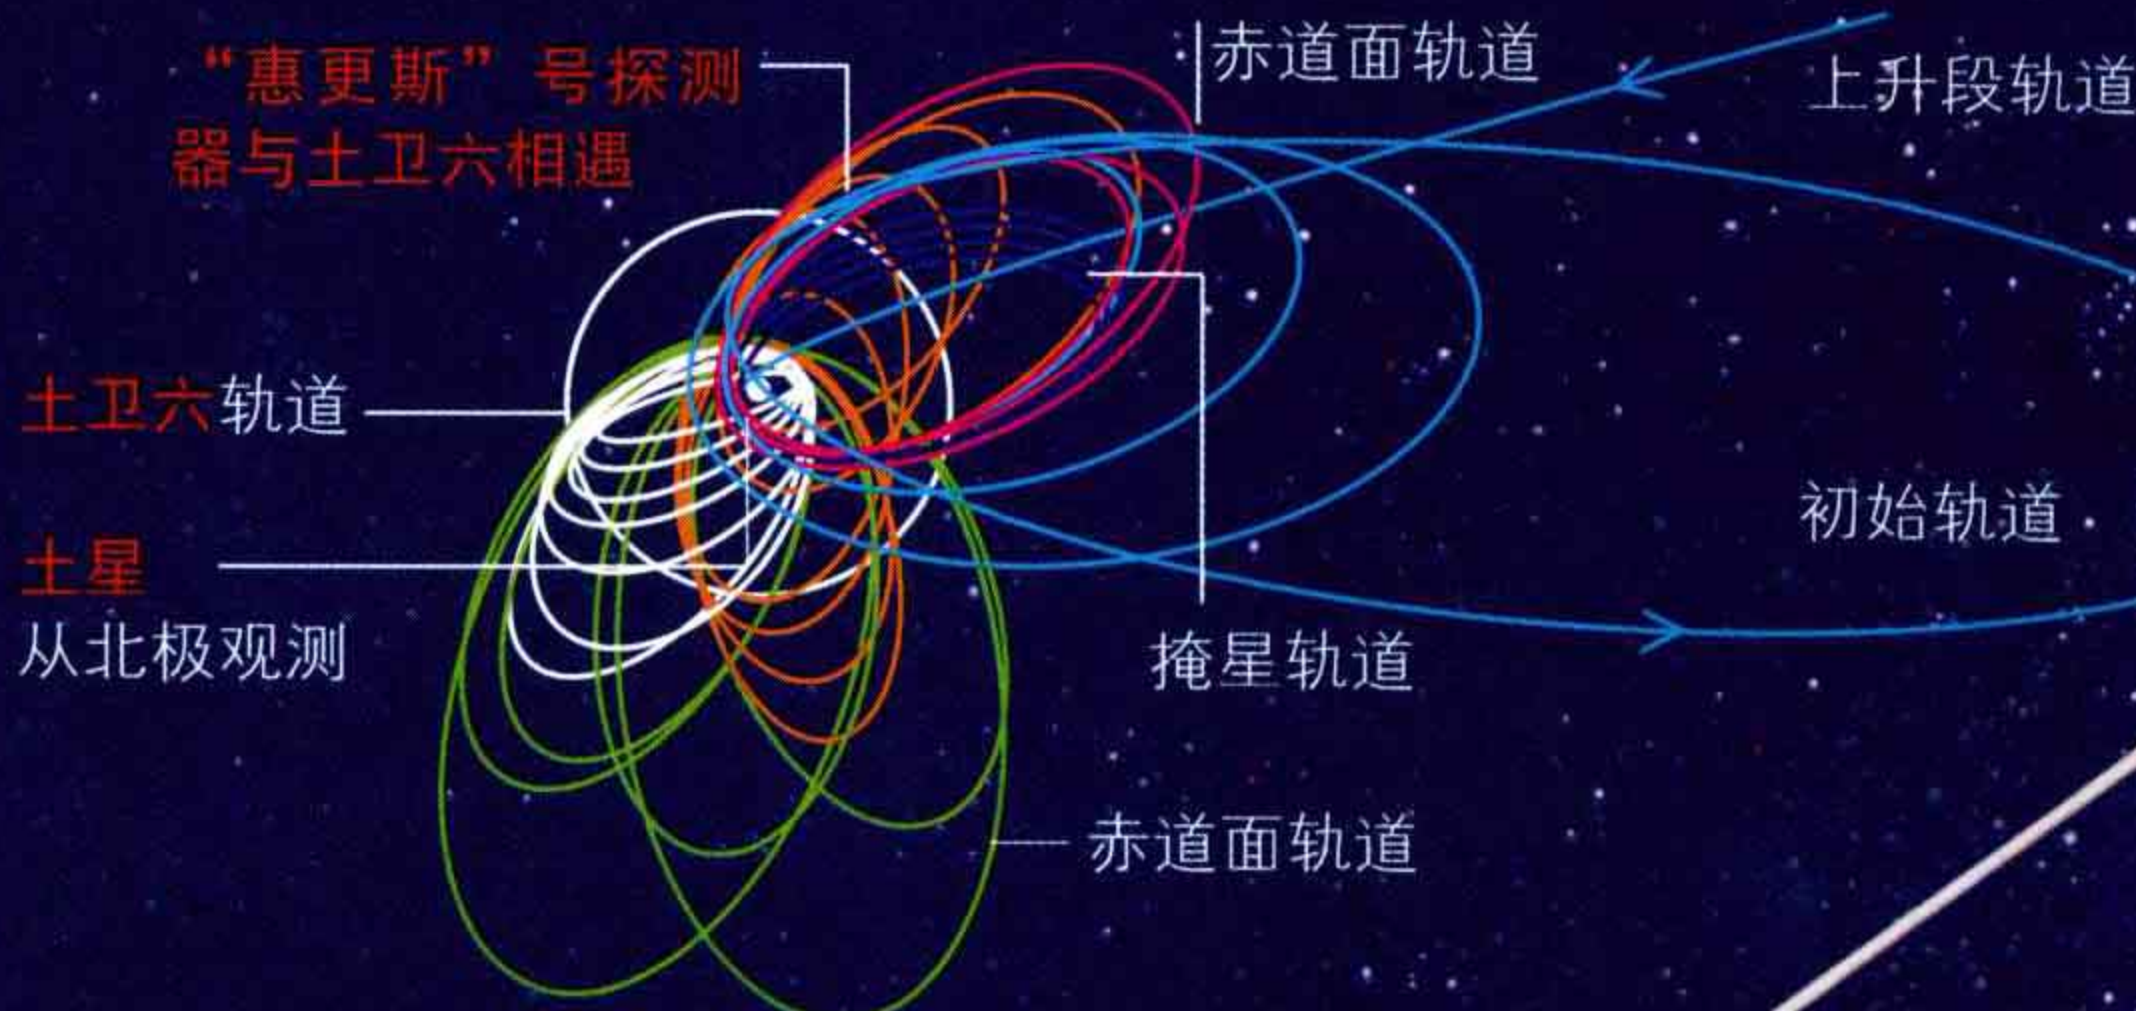 “惠更斯”号探测
器与土卫六相遇
赤道面轨道
上升段轨道
土卫六轨道
初始轨道
土星
从北极观测
掩星轨道
赤道面轨道